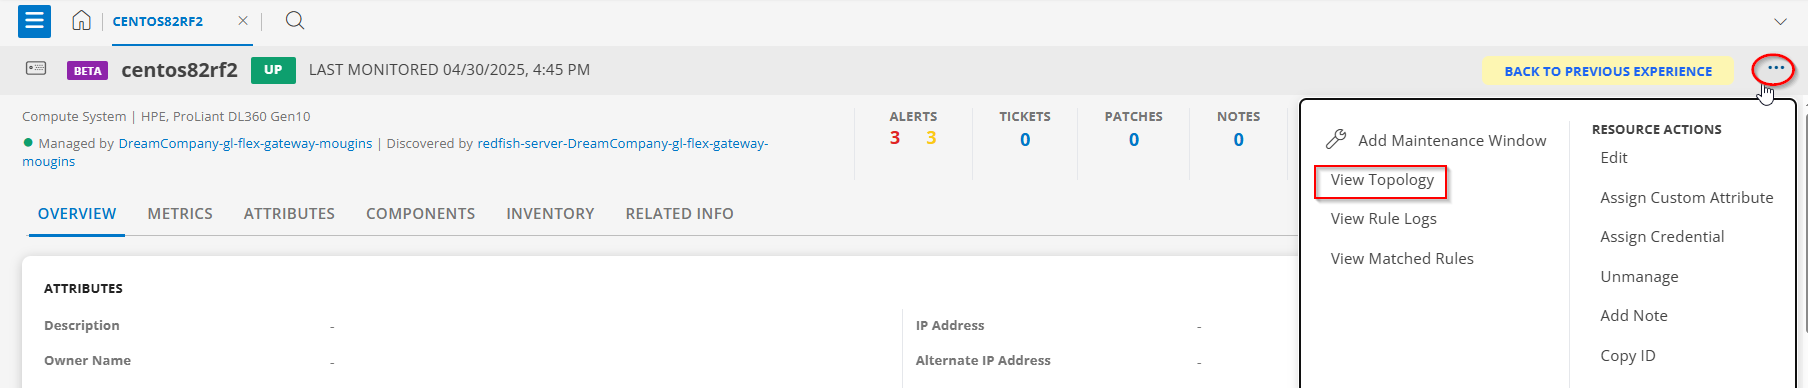 CENTOS82RF2
BETA centos82rf2 UP LAST MONITORED 04/30/2025, 4:45 PM BACK TO PREVIOUS EXPERIENCE
Compute System | HPE, ProLiant DL360 Gen10
Managed by DreamCompany-gl-flex-gateway-mougins | Discovered by redfish-server-DreamCompany-gl-flex-gateway-
mougins
ALERTS TICKETS PATCHES NOTES
3 3 0 0 0
OVERVIEW METRICS ATTRIBUTES COMPONENTS INVENTORY RELATED INFO
ATTRIBUTES
Description - IP Address -
Owner Name - Alternate IP Address -
Add Maintenance Window
View Topology
View Rule Logs
View Matched Rules
RESOURCE ACTIONS
Edit
Assign Custom Attribute
Assign Credential
Unmanage
Add Note
Copy ID